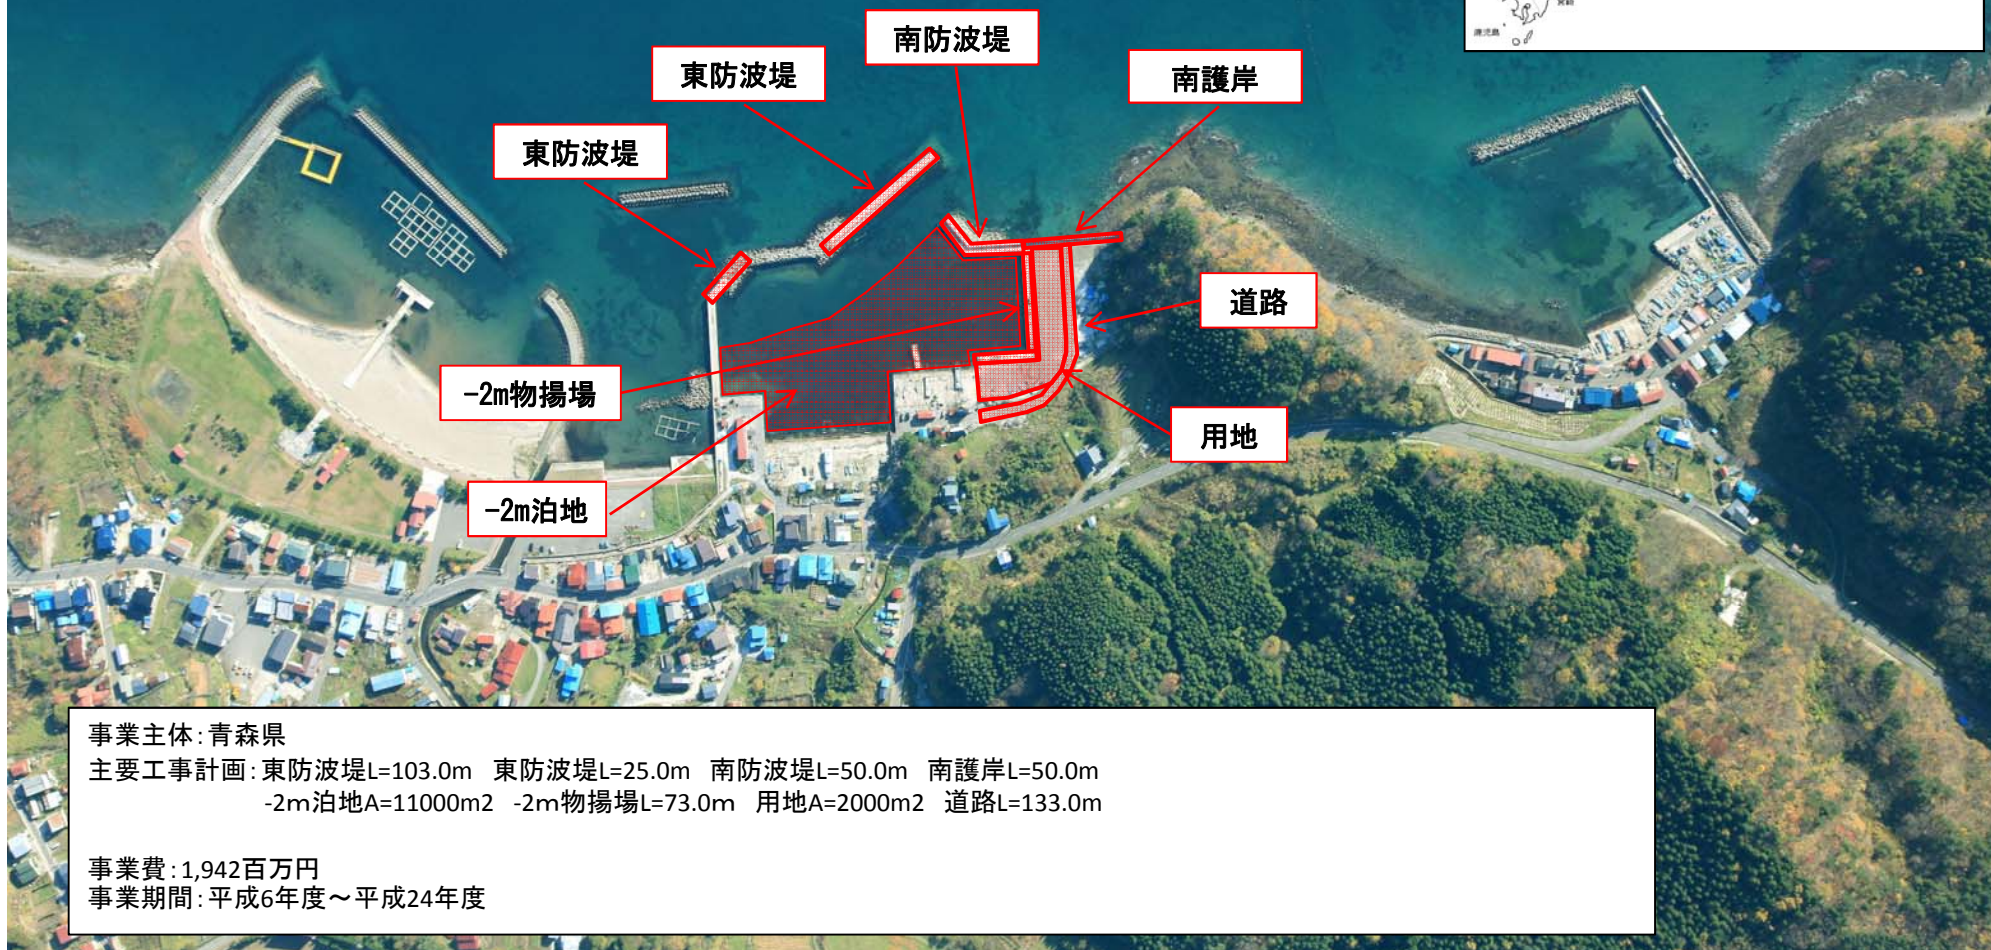 宮崎
鹿児島
南防波堤
東防波堤
南護岸
東防波堤
道路
-2m物揚場
用地
-2m泊地
事業主体:青森県
主要工事計画:東防波堤L=103.0m 東防波堤L=25.0m 南防波堤L=50.0m 南護岸L=50.0m
-2m泊地A=11000m2 -2m物揚場L=73.0m 用地A=2000m2 道路L=133.0m
事業費:1,942百万円
事業期間:平成6年度~平成24年度